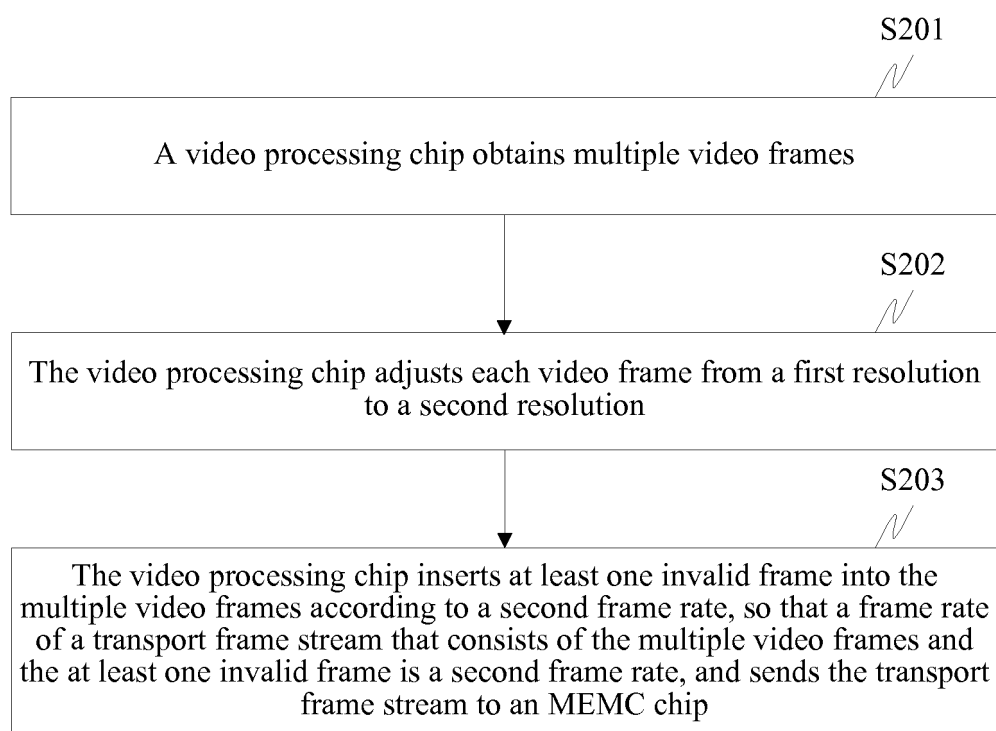 S201
A video processing chip obtains multiple video frames
S202
The video processing chip adjusts each video frame from a first resolution
to a second resolution
S203
The video processing chip inserts at least one invalid frame into the
multiple video frames according to a second frame rate, so that a frame rate
of a transport frame stream that consists of the multiple video frames and
the at least one invalid frame is a second frame rate, and sends the transport
frame stream to an MEMC chip